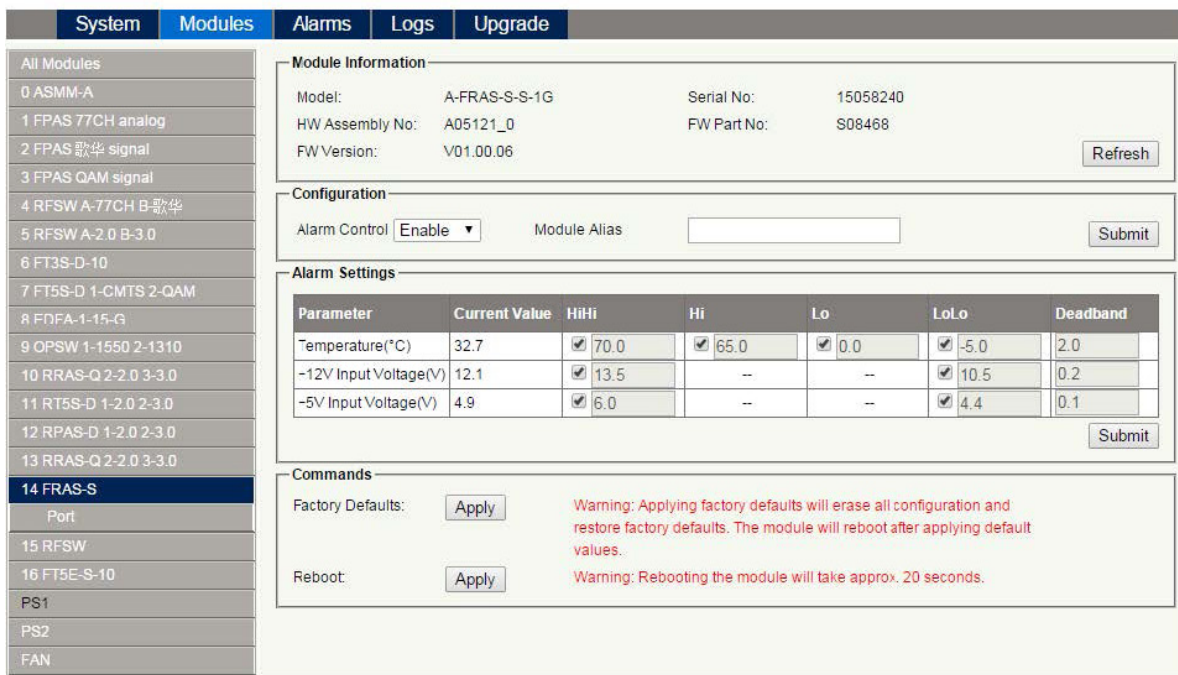 System Modules Alarms Logs Upgrade
All Modules
0 ASMM-A
1 FPAS 77CH analog
2 FPAS 歌华 signal
3 FPAS QAM signal
4 RFSW A-77CH B-歌华
5 RFSW A-2.0 B-3.0
6 FT3S-D-10
7 FT5S-D 1-CMTS 2-QAM
8 EDFA-1-15-G
9 OPSW 1-1550 2-1310
10 RRAS-Q 2-2.0 3-3.0
11 RT5S-D 1-2.0 2-3.0
12 RPAS-D 1-2.0 2-3.0
13 RRAS-Q 2-2.0 3-3.0
14 FRAS-S
Port
15 RFSW
16 FT5E-S-10
PS1
PS2
FAN
Module Information
Model: A-FRAS-S-S-1G Serial No: 15058240
HW Assembly No: A05121_0 FW Part No: S08468
FW Version: V01.00.06
Refresh
Configuration
Alarm Control Enable Module Alias Submit
Alarm Settings
Parameter Current Value HiHi Hi Lo LoLo Deadband
Temperature(°C) 32.7 70.0 65.0 0.0 -5.0 2.0
+12V Input Voltage(V) 12.1 13.5 -- -- 10.5 0.2
+5V Input Voltage(V) 4.9 6.0 -- -- 4.4 0.1
Submit
Commands
Factory Defaults: Apply Warning: Applying factory defaults will erase all configuration and
restore factory defaults. The module will reboot after applying default
values.
Reboot: Apply Warning: Rebooting the module will take approx. 20 seconds.